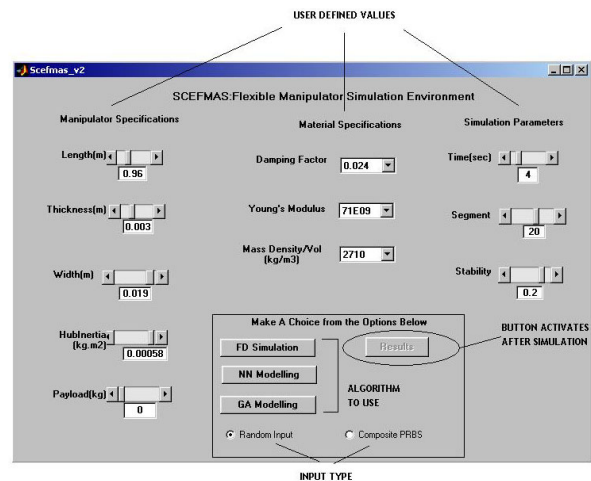 USER DEFINED VALUES
Scefmas_v2
SCEFMAS:Flexible Manipulator Simulation Environment
Manipulator Specifications
Length(m)
0.96
Thickness(m)
0.003
Width(m)
0.019
HubInertia
(kg.m2)
0.00058
Payload(kg)
0
Material Specifications
Damping Factor
0.024
Young's Modulus
71E09
Mass Density/Vol
(kg/m3)
2710
Simulation Parameters
Time(sec)
4
Segment
20
Stability
0.2
Make A Choice from the Options Below
FD Simulation
NN Modelling
GA Modelling
Results
ALGORITHM
TO USE
Random Input
Composite PRBS
BUTTON ACTIVATES
AFTER SIMULATION
INPUT TYPE